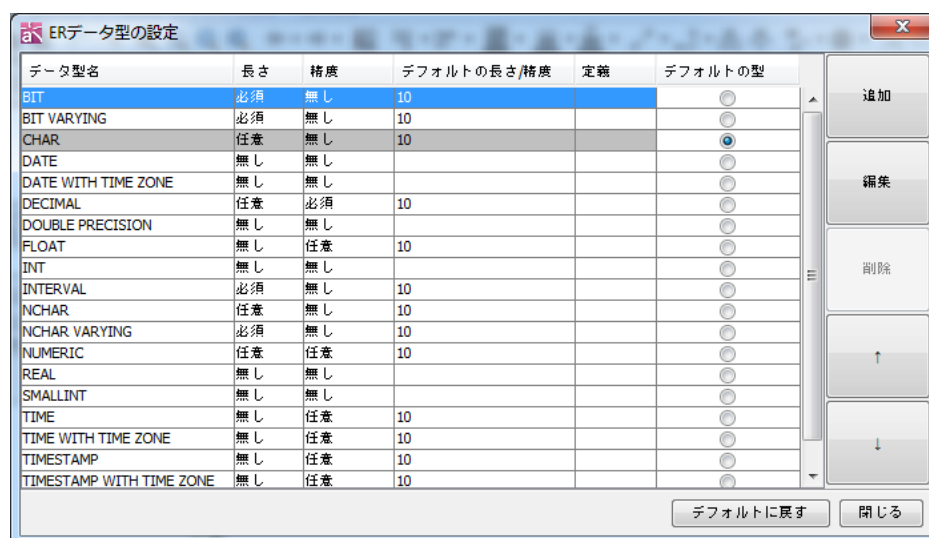 ERデータ型の設定
データ型名 長さ 精度 デフォルトの長さ/精度 定義 デフォルトの型
BIT 必須 無し 10
BIT VARYING 必須 無し 10
CHAR 任意 無し 10
DATE 無し 無し
DATE WITH TIME ZONE 無し 無し
DECIMAL 任意 必須 10
DOUBLE PRECISION 無し 無し
FLOAT 無し 任意 10
INT 無し 無し
INTERVAL 必須 無し 10
NCHAR 任意 無し 10
NCHAR VARYING 必須 無し 10
NUMERIC 任意 任意 10
REAL 無し 無し
SMALLINT 無し 無し
TIME 無し 任意 10
TIME WITH TIME ZONE 無し 任意 10
TIMESTAMP 無し 任意 10
TIMESTAMP WITH TIME ZONE 無し 任意 10
追加
編集
削除
↑
↓
デフォルトに戻す 閉じる